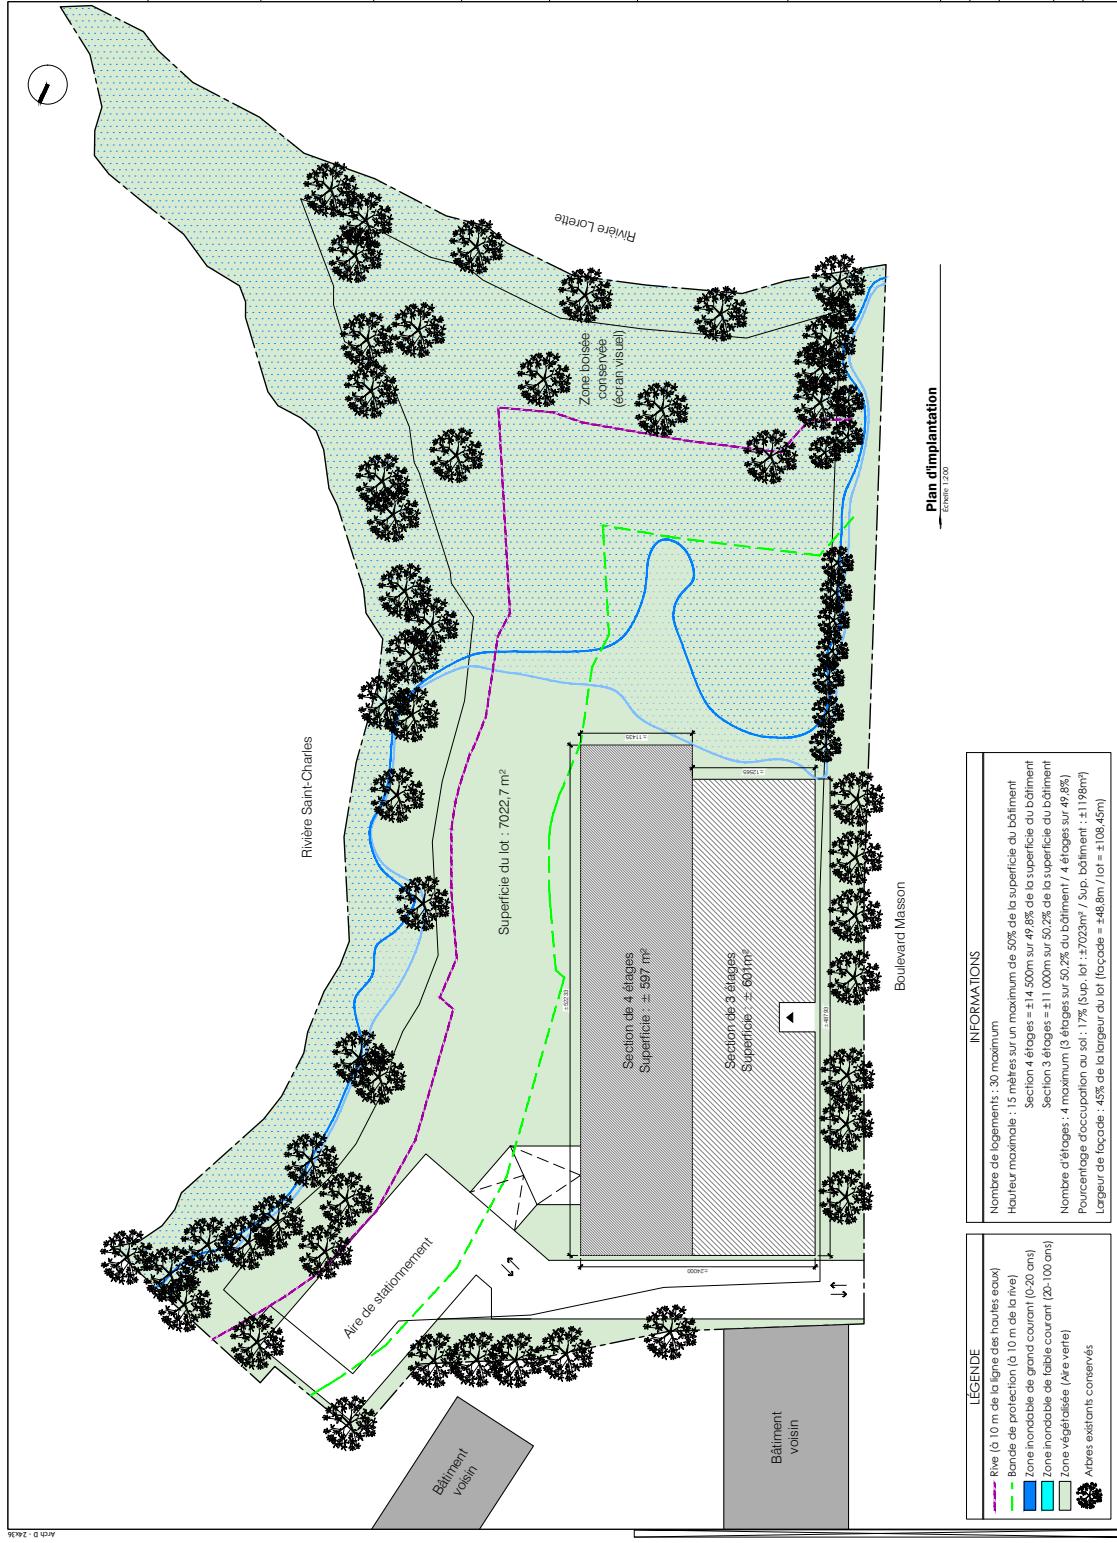 Rivière Lorette
Zone boisée
conservée
(écran visuel)
Plan d'implantation
Échelle 1:200
Rivière Saint-Charles
Superficie du lot : 7022,7 m²
±11435
±12565
±52233
±48793
±24000
Section de 4 étages
Superficie : ± 597 m²
Section de 3 étages
Superficie : ± 601m²
Boulevard Masson
Aire de stationnement
Bâtiment
voisin
Bâtiment
voisin
INFORMATIONS
Nombre de logements : 30 maximum
Hauteur maximale : 15 mètres sur un maximum de 50% de la superficie du bâtiment
Section 4 étages = ±14 500m sur 49,8% de la superficie du bâtiment
Section 3 étages = ±11 000m sur 50,2% de la superficie du bâtiment
Nombre d'étages : 4 maximum (3 étages sur 50,2% du bâtiment / 4 étages sur 49,8%)
Pourcentage d'occupation au sol : 17% (Sup. lot : ±7023m² / Sup. bâtiment : ±1198m²)
Largeur de façade : 45% de la largeur du lot (façade = ±48,8m / lot = ±108,45m)
LÉGENDE
Rive (à 10 m de la ligne des hautes eaux)
Bande de protection (à 10 m de la rive)
Zone inondable de grand courant (0-20 ans)
Zone inondable de faible courant (20-100 ans)
Zone végétalisée (Aire verte)
Arbres existants conservés
Arch - D 24x36